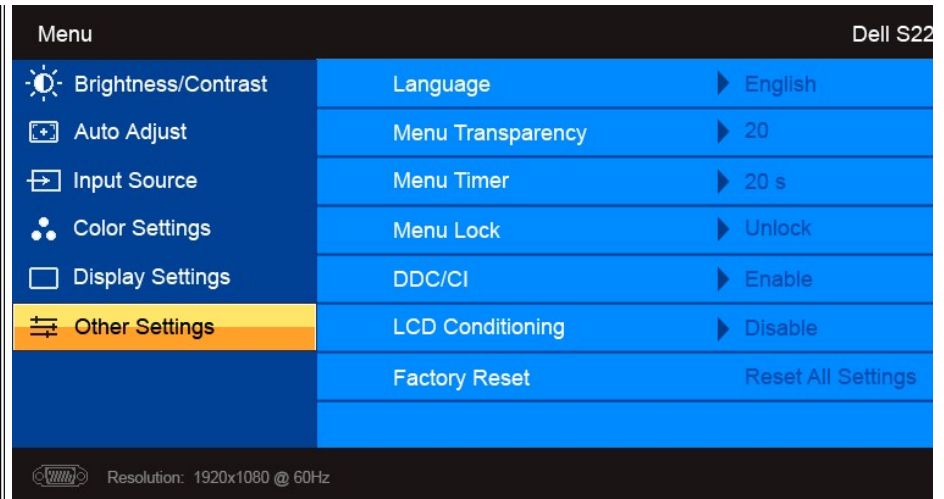 Menu Dell S22
Brightness/Contrast Language English
Auto Adjust Menu Transparency 20
Input Source Menu Timer 20 s
Color Settings Menu Lock Unlock
Display Settings DDC/CI Enable
Other Settings LCD Conditioning Disable
Factory Reset Reset All Settings
Resolution: 1920x1080 @ 60Hz